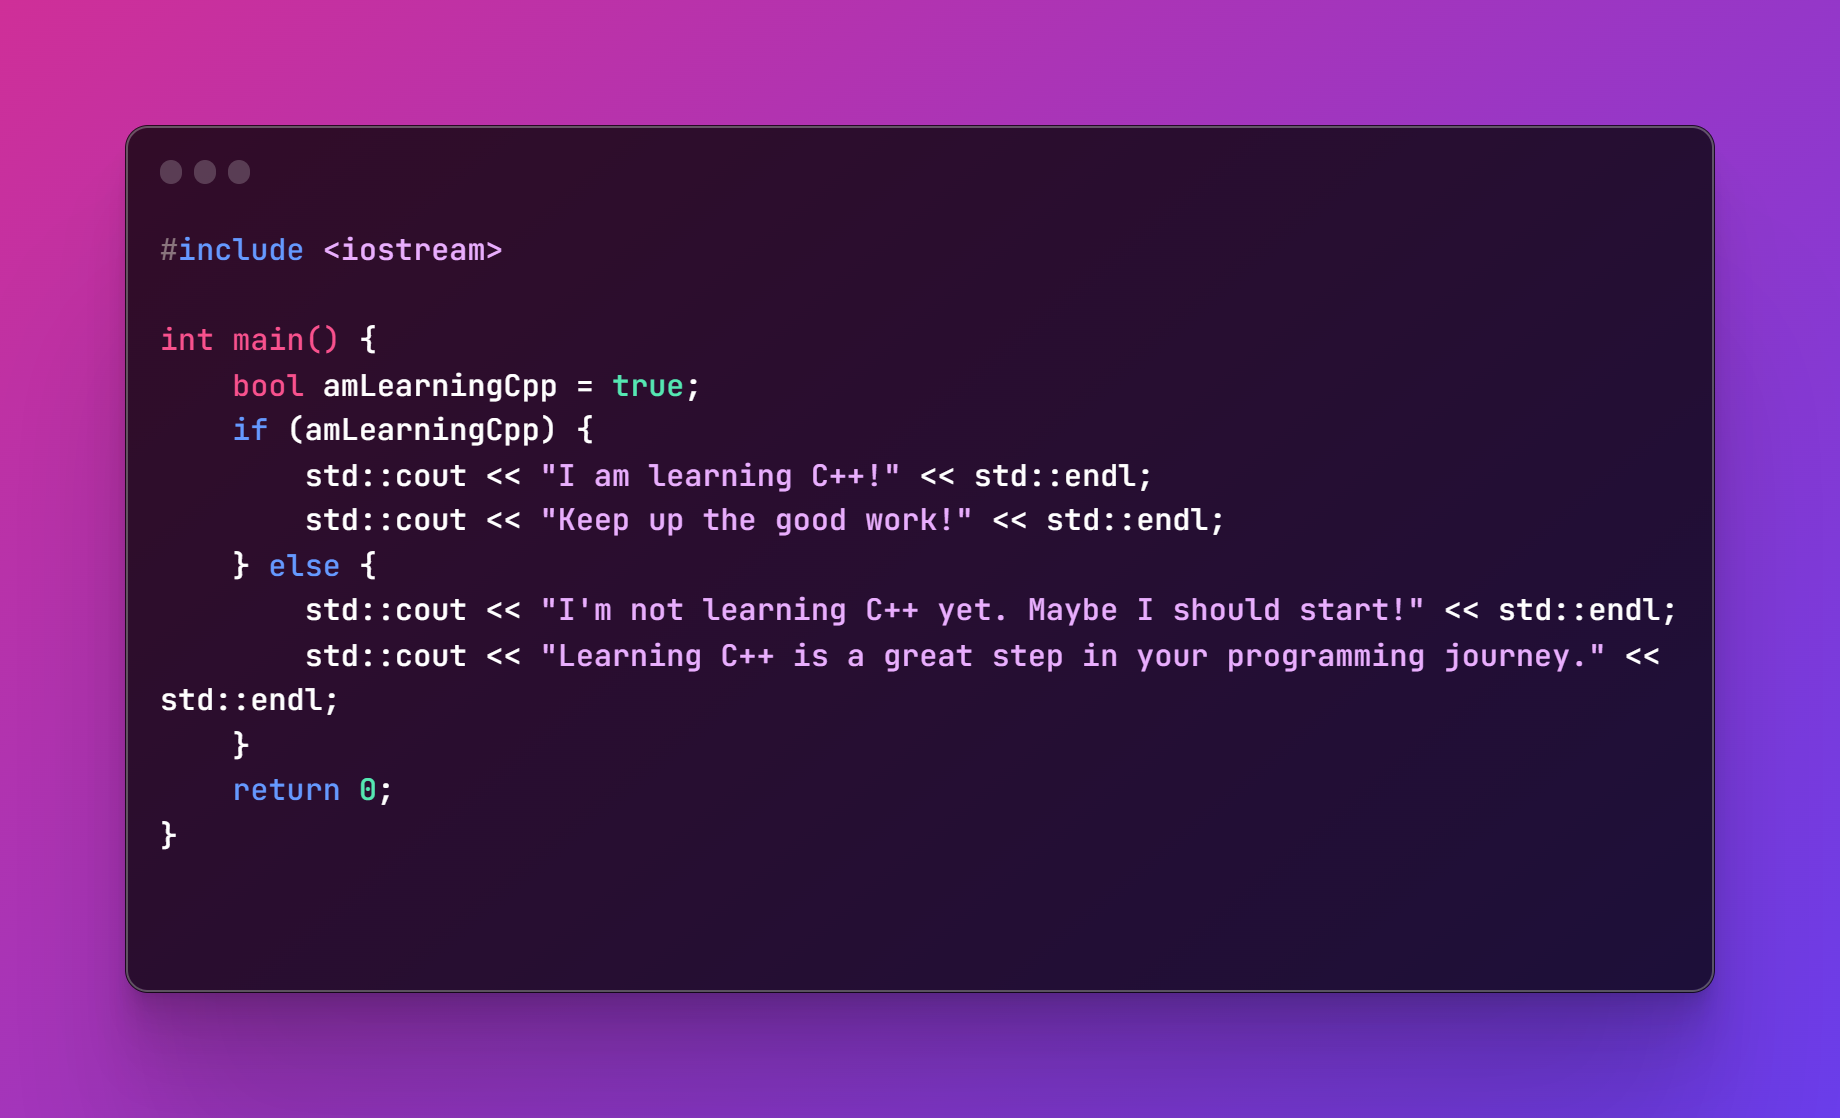 #include <iostream>

int main() {
    bool amLearningCpp = true;
    if (amLearningCpp) {
        std::cout << "I am learning C++!" << std::endl;
        std::cout << "Keep up the good work!" << std::endl;
    } else {
        std::cout << "I'm not learning C++ yet. Maybe I should start!" << std::endl;
        std::cout << "Learning C++ is a great step in your programming journey." <<
std::endl;
    }
    return 0;
}